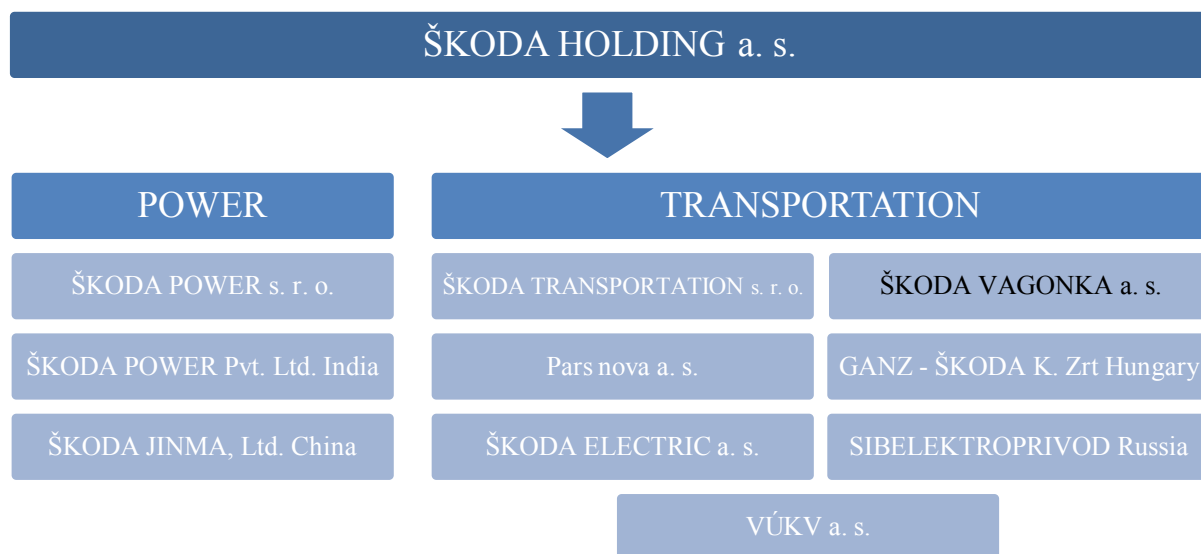 ŠKODA HOLDING a. s.
POWER
TRANSPORTATION
ŠKODA POWER s. r. o.
ŠKODA TRANSPORTATION s. r. o.
ŠKODA VAGONKA a. s.
ŠKODA POWER Pvt. Ltd. India
Pars nova a. s.
GANZ - ŠKODA K. Zrt Hungary
ŠKODA JINMA, Ltd. China
ŠKODA ELECTRIC a. s.
SIBELEKTROPRIVOD Russia
VÚKV a. s.